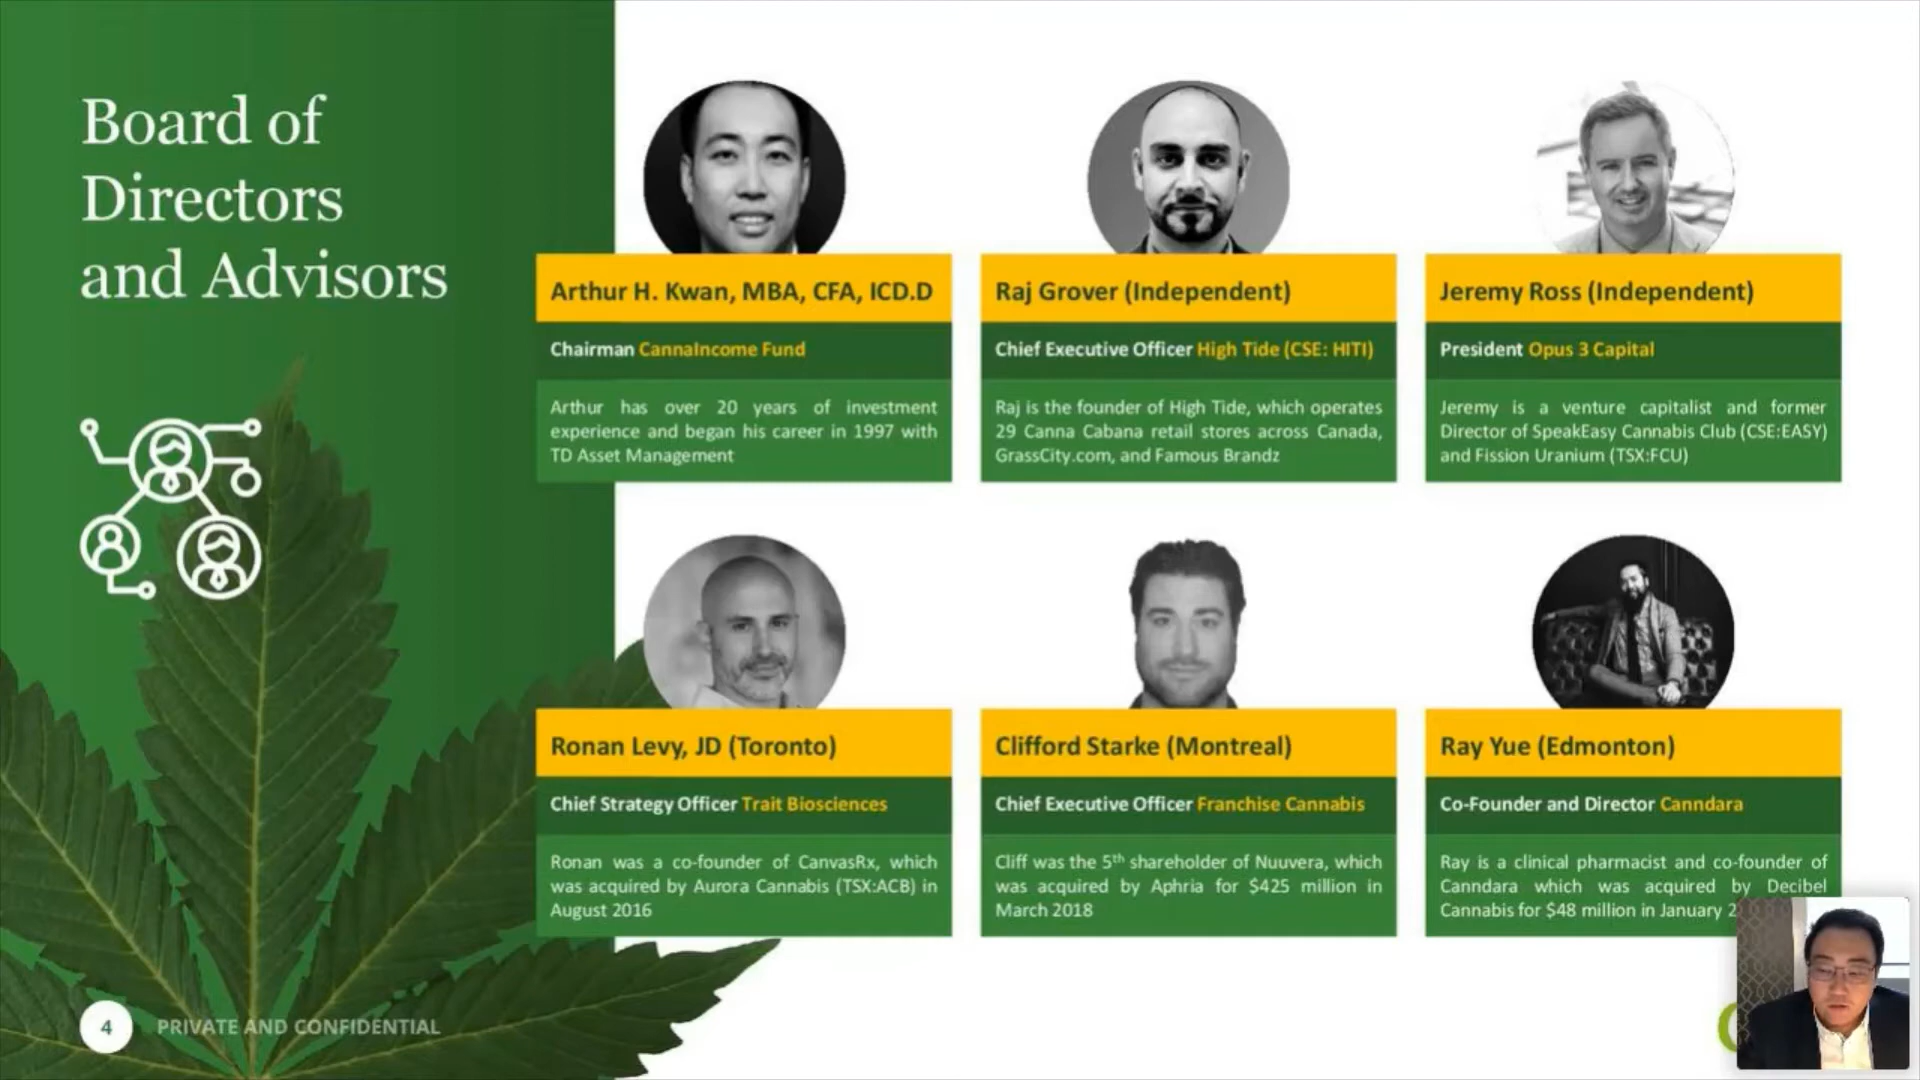 Board of
Directors
and Advisors
Arthur H. Kwan, MBA, CFA, ICD.D
Chairman CannaIncome Fund
Arthur has over 20 years of investment
experience and began his career in 1997 with
TD Asset Management
Raj Grover (Independent)
Chief Executive Officer High Tide (CSE: HITI)
Raj is the founder of High Tide, which operates
29 Canna Cabana retail stores across Canada,
GrassCity.com, and Famous Brandz
Jeremy Ross (Independent)
President Opus 3 Capital
Jeremy is a venture capitalist and former
Director of SpeakEasy Cannabis Club (CSE:EASY)
and Fission Uranium (TSX:FCU)
Ronan Levy, JD (Toronto)
Chief Strategy Officer Trait Biosciences
Ronan was a co-founder of CanvasRx, which
was acquired by Aurora Cannabis (TSX:ACB) in
August 2016
Clifford Starke (Montreal)
Chief Executive Officer Franchise Cannabis
Cliff was the 5th shareholder of Nuuvera, which
was acquired by Aphria for $425 million in
March 2018
Ray Yue (Edmonton)
Co-Founder and Director Canndara
Ray is a clinical pharmacist and co-founder of
Canndara which was acquired by Decibel
Cannabis for $48 million in January
4 PRIVATE AND CONFIDENTIAL